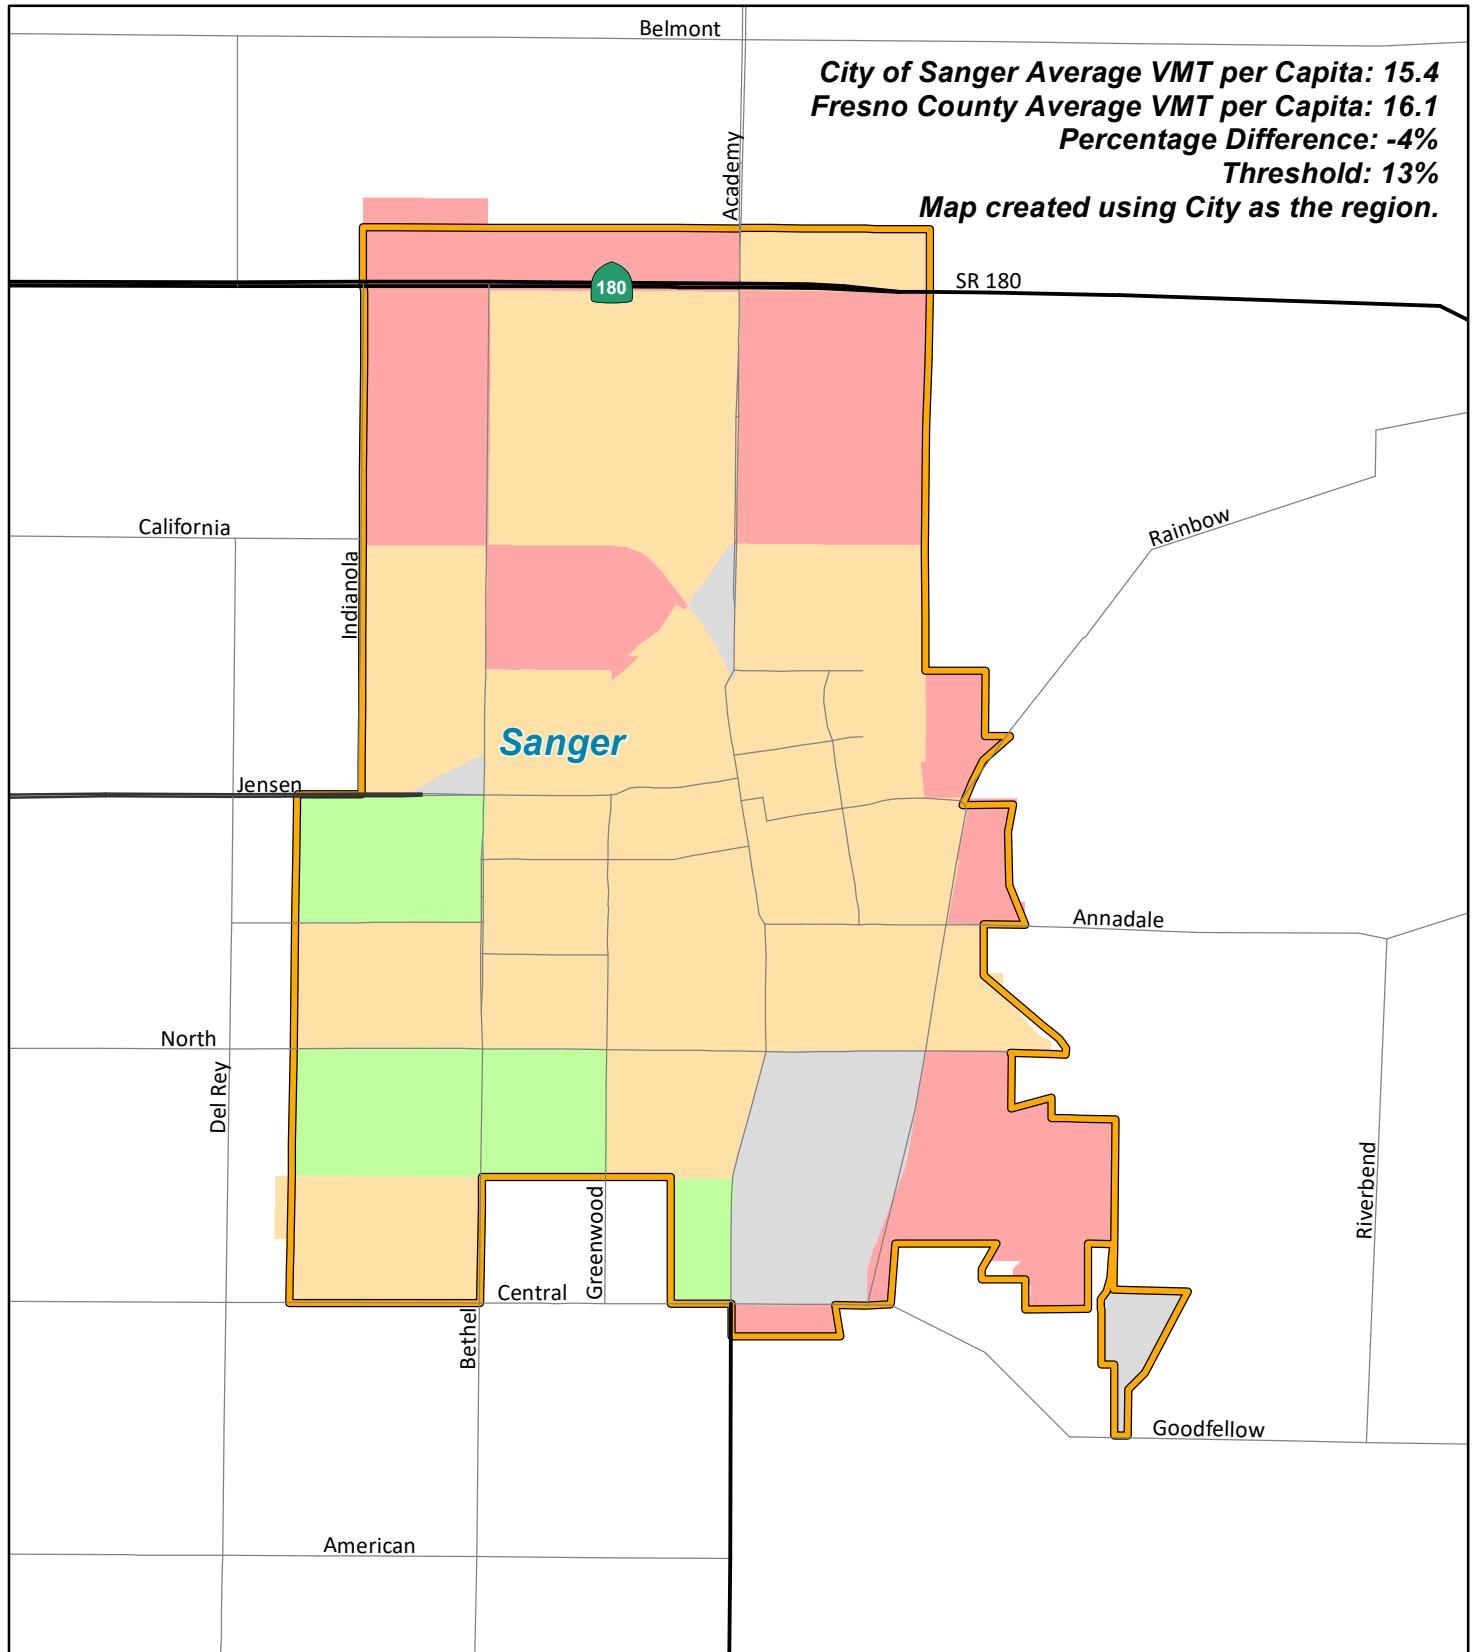 Belmont
City of Sanger Average VMT per Capita: 15.4
Fresno County Average VMT per Capita: 16.1
Percentage Difference: -4%
Threshold: 13%
Map created using City as the region.
Academy
180
SR 180
California
Rainbow
Indianola
Sanger
Jensen
Annadale
North
Del Rey
Riverbend
Greenwood
Central
Bethel
Goodfellow
American